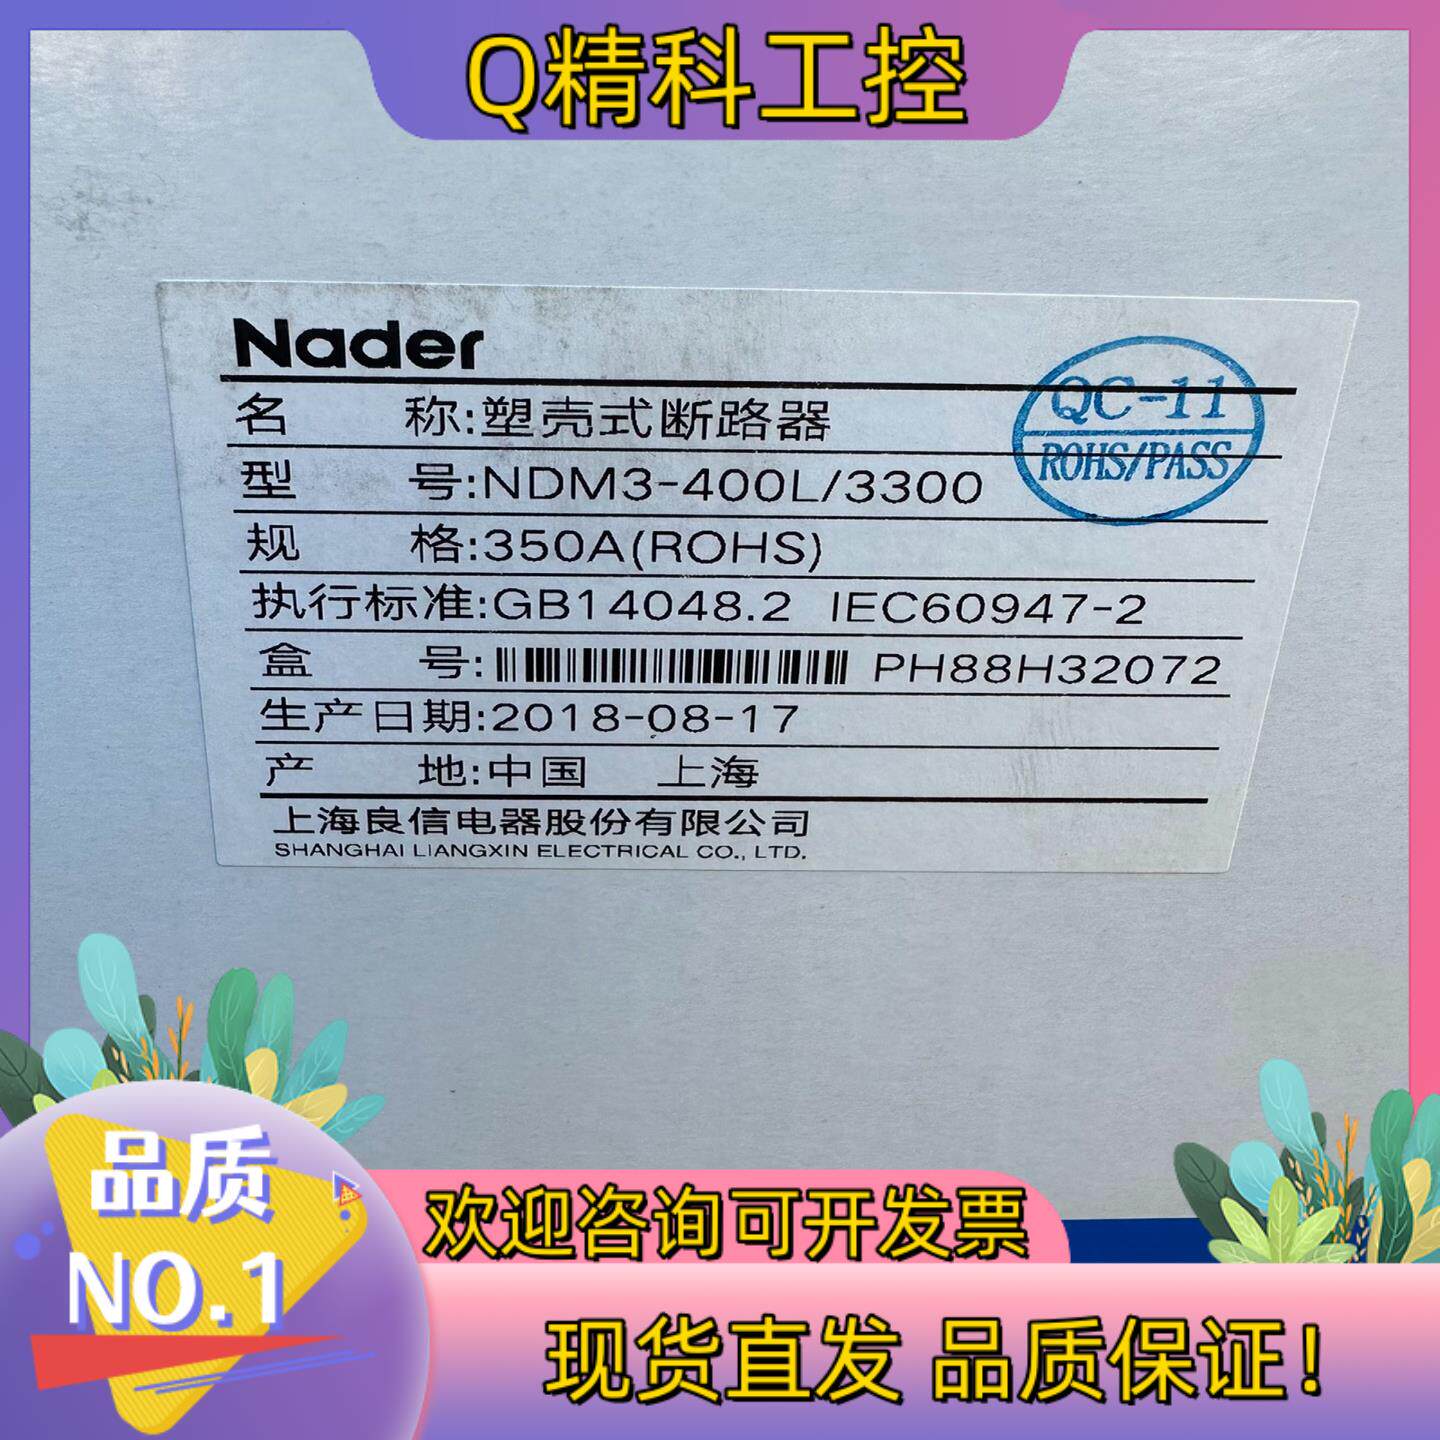 Q精科工控
Nader
名 称:塑壳式断路器
型 号:NDM3-400L/3300
规 格:350A(ROHS)
执行标准:GB14048.2 IEC60947-2
盒 号: PH88H32072
生产日期:2018-08-17
产 地:中国 上海
上海良信电器股份有限公司
SHANGHAI LIANGXIN ELECTRICAL CO., LTD.
QC-11
ROHS/PASS
品质
NO.1
欢迎咨询可开发票
现货直发 品质保证!